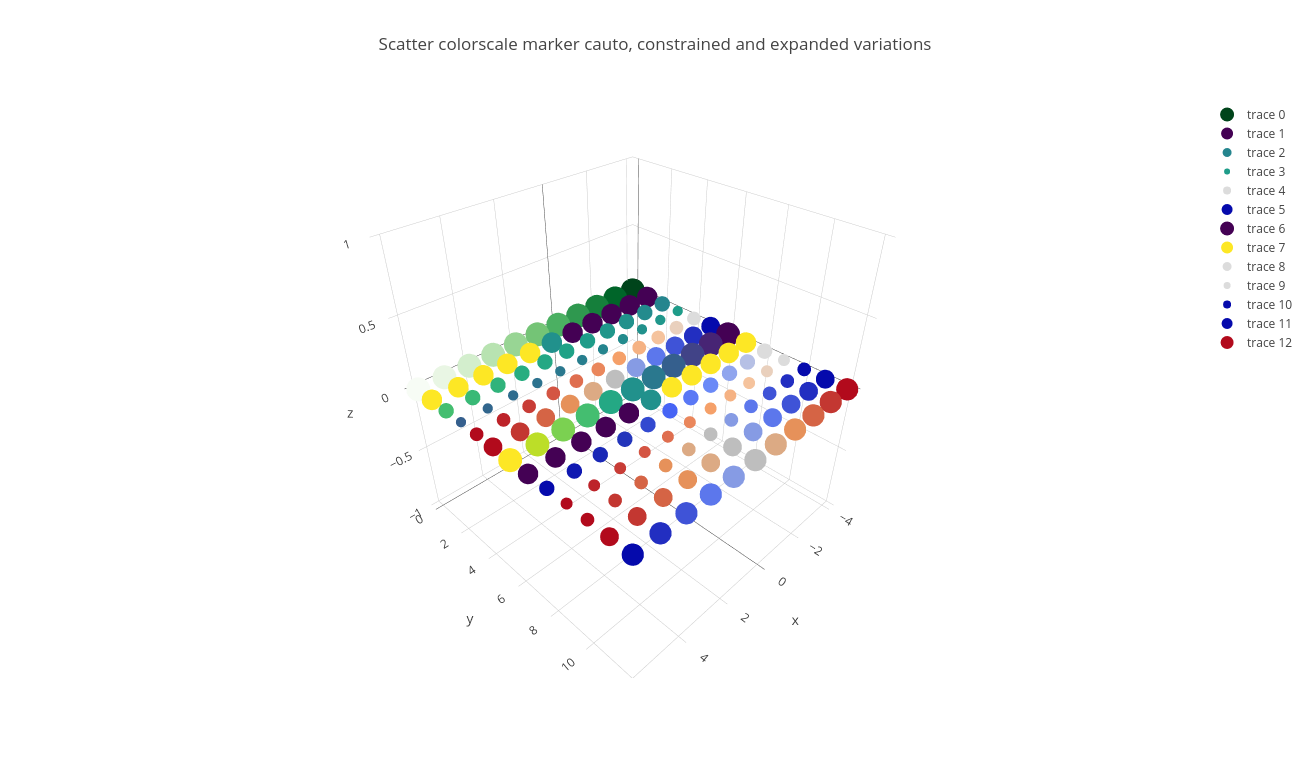 Scatter colorscale marker cauto, constrained and expanded variations
trace 0
trace 1
trace 2
trace 3
trace 4
trace 5
trace 6
trace 7
trace 8
trace 9
trace 10
trace 11
trace 12
1
0.5
0
−0.5
−1
z
0
2
4
6
8
10
y
−4
−2
0
2
4
x